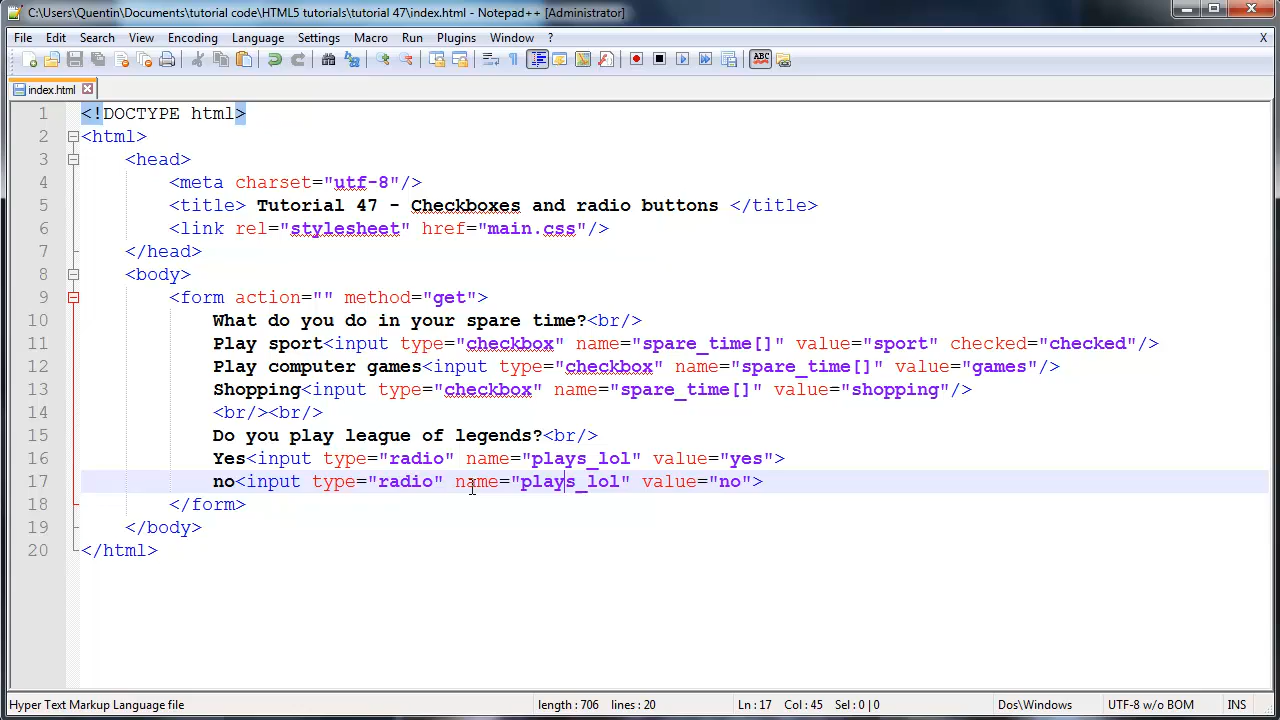 C:\Users\Quentin\Documents\tutorial code\HTML5 tutorials\tutorial 47\index.html - Notepad++ [Administrator]
File Edit Search View Encoding Language Settings Macro Run Plugins Window ? X
ABC
index.html
1 <!DOCTYPE html>
2 <html>
3 <head>
4 <meta charset="utf-8"/>
5 <title> Tutorial 47 - Checkboxes and radio buttons </title>
6 <link rel="stylesheet" href="main.css"/>
7 </head>
8 <body>
9 <form action="" method="get">
10 What do you do in your spare time?<br/>
11 Play sport<input type="checkbox" name="spare_time[]" value="sport" checked="checked"/>
12 Play computer games<input type="checkbox" name="spare_time[]" value="games"/>
13 Shopping<input type="checkbox" name="spare_time[]" value="shopping"/>
14 <br/><br/>
15 Do you play league of legends?<br/>
16 Yes<input type="radio" name="plays_lol" value="yes">
17 no<input type="radio" name="plays_lol" value="no">
18 </form>
19 </body>
20 </html>
Hyper Text Markup Language file length : 706 lines : 20 Ln : 17 Col : 45 Sel : 0 | 0 Dos\Windows UTF-8 w/o BOM INS